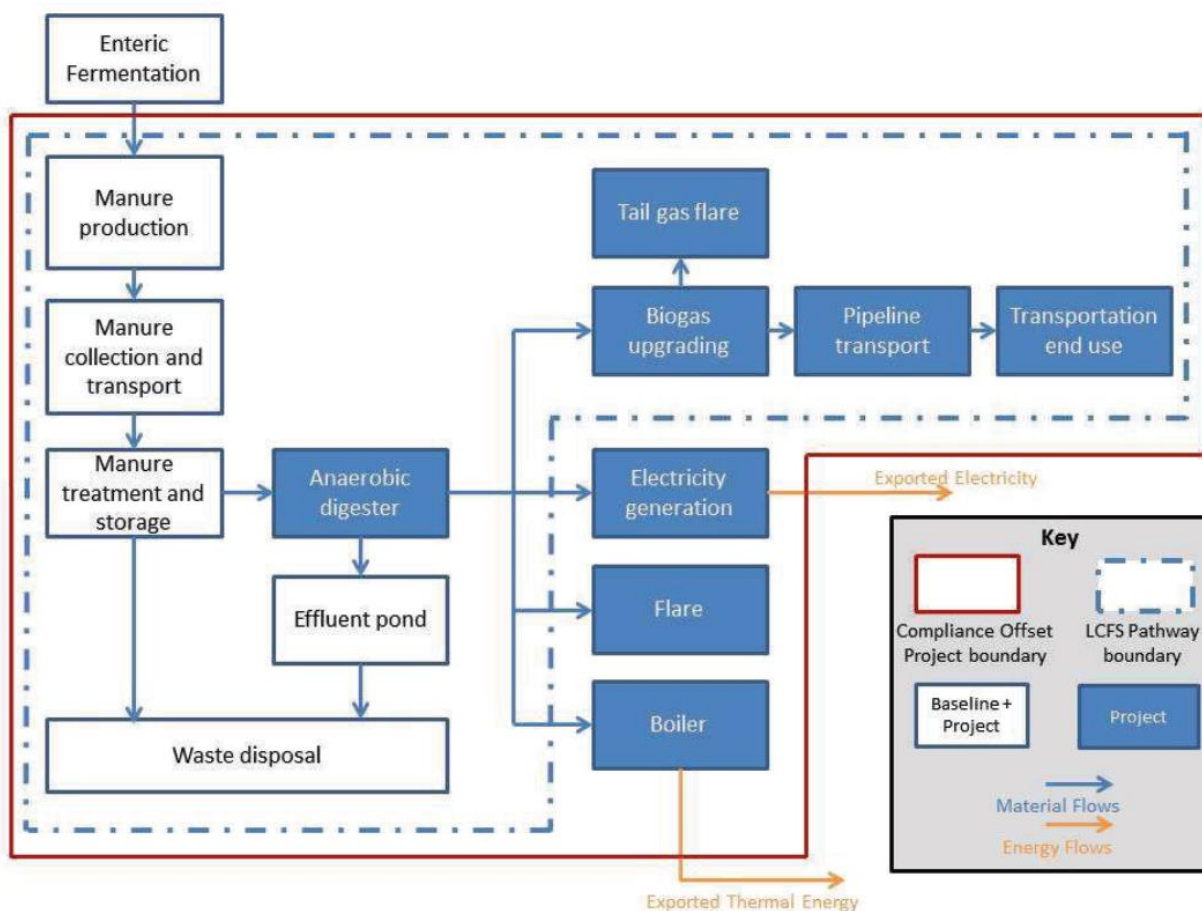 Enteric
Fermentation
Manure
production
Manure
collection and
transport
Manure
treatment and
storage
Anaerobic
digester
Effluent pond
Waste disposal
Tail gas flare
Biogas
upgrading
Pipeline
transport
Transportation
end use
Electricity
generation
Exported Electricity
Flare
Boiler
Exported Thermal Energy
Key
Compliance Offset
Project boundary
LCFS Pathway
boundary
Baseline +
Project
Project
Material Flows
Energy Flows